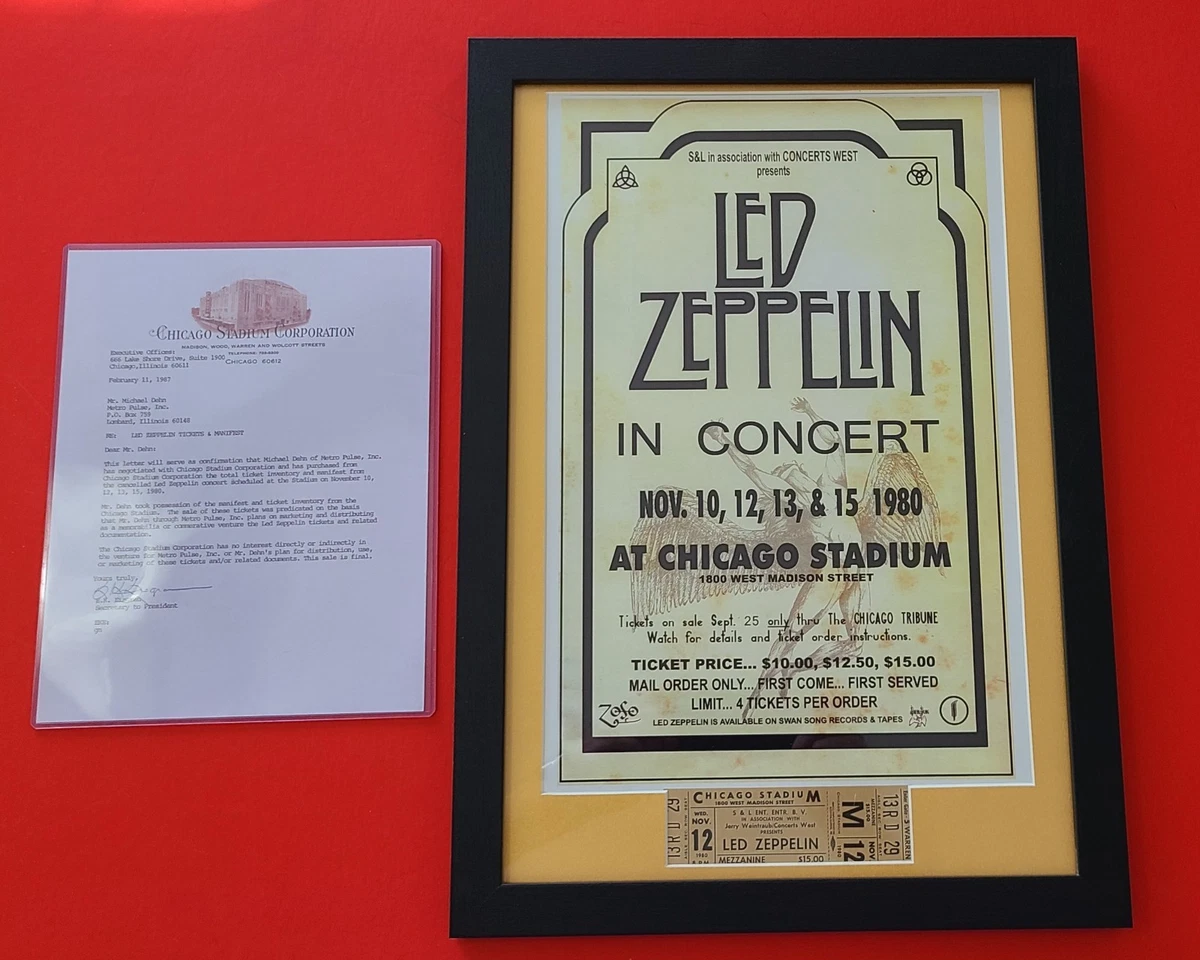 CHICAGO STADIUM CORPORATION
MADISON, WOOD, WARREN AND WOLCOTT STREETS
Executive Offices:
666 Lake Shore Drive, Suite 1900
Chicago, Illinois 60611
CHICAGO 60612
February 11, 1987
Mr. Michael Dehn
Metro Pulse, Inc.
P.O. Box 759
Lombard, Illinois 60148
RE: LED ZEPPELIN TICKETS & MANIFEST
Dear Mr. Dehn:
This letter will serve as confirmation that Michael Dehn of Metro Pulse, Inc.
has negotiated with Chicago Stadium Corporation and has purchased from
Chicago Stadium Corporation the total ticket inventory and manifest from
the cancelled Led Zeppelin concert scheduled at the Stadium on November 10,
12, 13, 15, 1980.
Mr. Dehn took possession of the manifest and ticket inventory from the
Chicago Stadium. The sale of these tickets was predicated on the basis
that Mr. Dehn through Metro Pulse, Inc. plans on marketing and distributing
as a memorabilia or commerative venture the Led Zeppelin tickets and related
documentation.
The Chicago Stadium Corporation has no interest directly or indirectly in
the venture for Metro Pulse, Inc. or Mr. Dehn's plan for distribution, use,
or marketing of these tickets and/or related documents. This sale is final.
Yours truly,
Secretary to President
S&L in association with CONCERTS WEST
presents
LED
ZEPPELIN
IN CONCERT
NOV. 10, 12, 13, & 15 1980
AT CHICAGO STADIUM
1800 WEST MADISON STREET
Tickets on sale Sept. 25 only thru The CHICAGO TRIBUNE
Watch for details and ticket order instructions.
TICKET PRICE... $10.00, $12.50, $15.00
MAIL ORDER ONLY... FIRST COME... FIRST SERVED
LIMIT... 4 TICKETS PER ORDER
LED ZEPPELIN IS AVAILABLE ON SWAN SONG RECORDS & TAPES
ZoSo
13 R D 29
CHICAGO STADIUM
1800 WEST MADISON STREET
WED.
NOV.
12
1980
S & L ENT. ENTR. B. V.
IN ASSOCIATION WITH
Jerry Weintraub/Concerts West
PRESENTS
LED ZEPPELIN
MEZZANINE $15.00
M
NOV.
12
1980
13 R D 29
3 WARREN